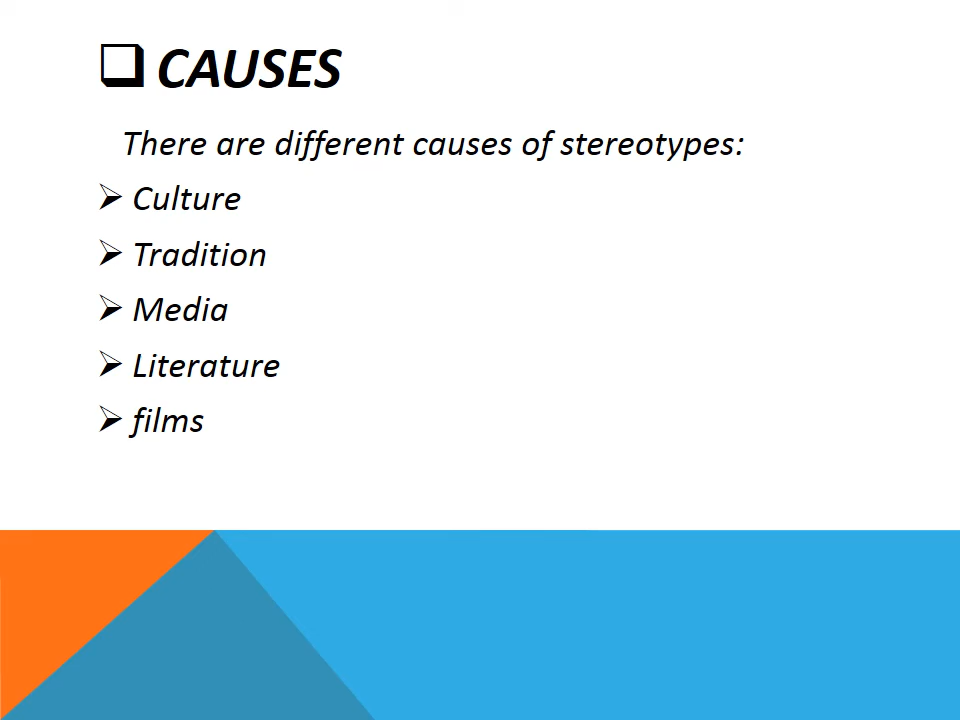 CAUSES
There are different causes of stereotypes:
Culture
Tradition
Media
Literature
films